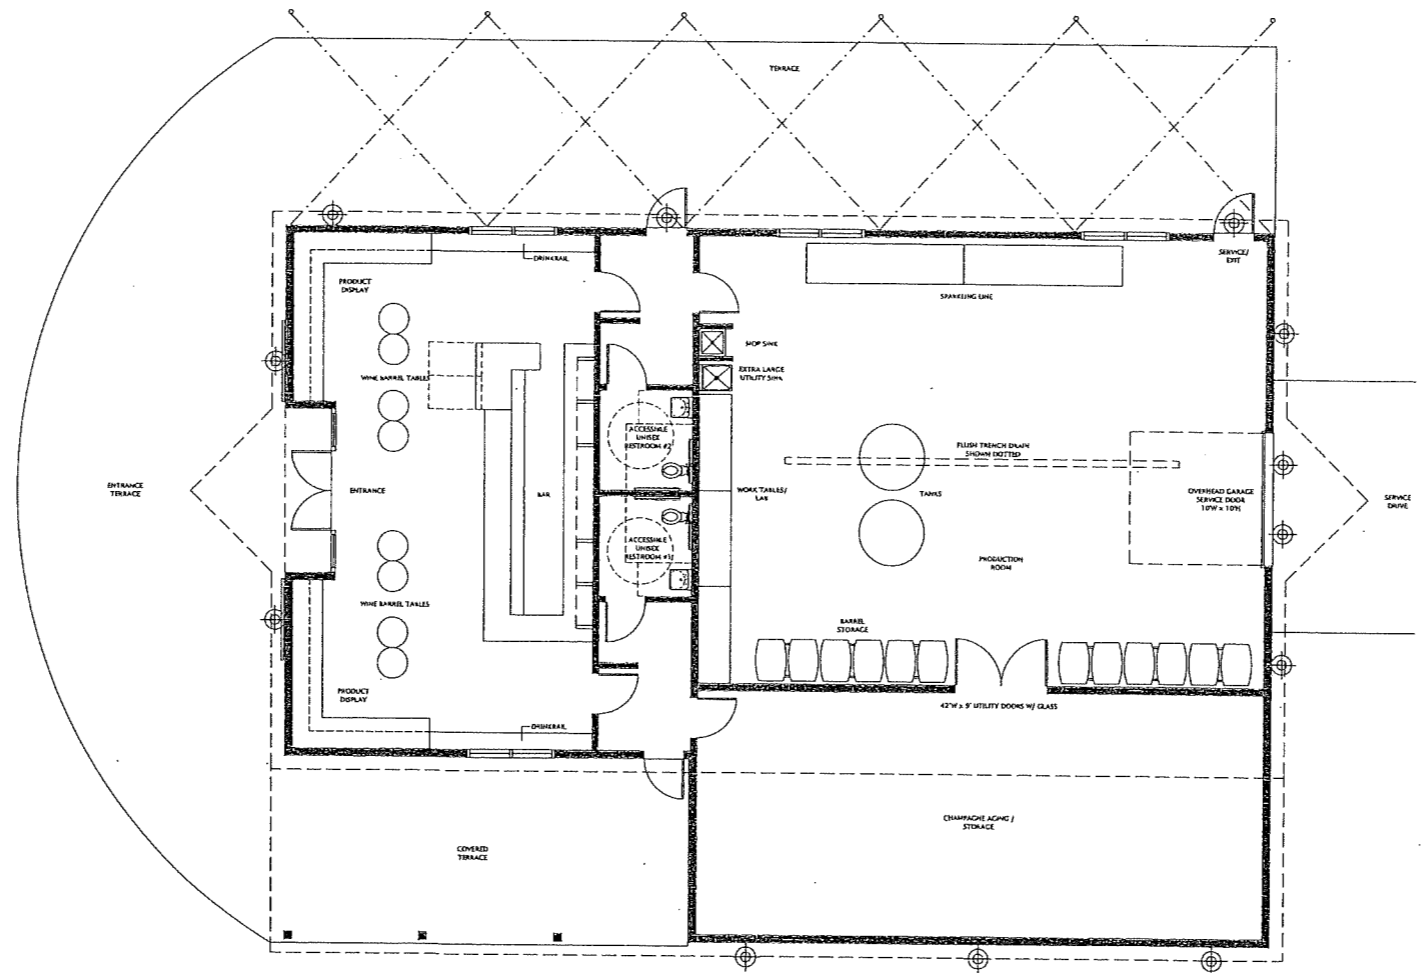 TERRACE
DRINKRAIL
SERVICE/
EXIT
PRODUCT
DISPLAY
SPARKLING LINE
MOP SINK
EXTRA LARGE
UTILITY SINK
WINE BARREL TABLES
ACCESSIBLE
UNISEX
RESTROOM #2
FLUSH TRENCH DRAIN
SHOWN DOTTED
ENTRANCE
TERRACE
ENTRANCE
BAR
WORK TABLES/
LAB
TANKS
OVERHEAD GARAGE
SERVICE DOOR
10'W x 10'H
SERVICE
DRIVE
ACCESSIBLE
UNISEX
RESTROOM #1
PRODUCTION
ROOM
WINE BARREL TABLES
BARREL
STORAGE
PRODUCT
DISPLAY
42"W x 9' UTILITY DOORS W/ GLASS
DRINKRAIL
CHAMPAGNE AGING /
STORAGE
COVERED
TERRACE